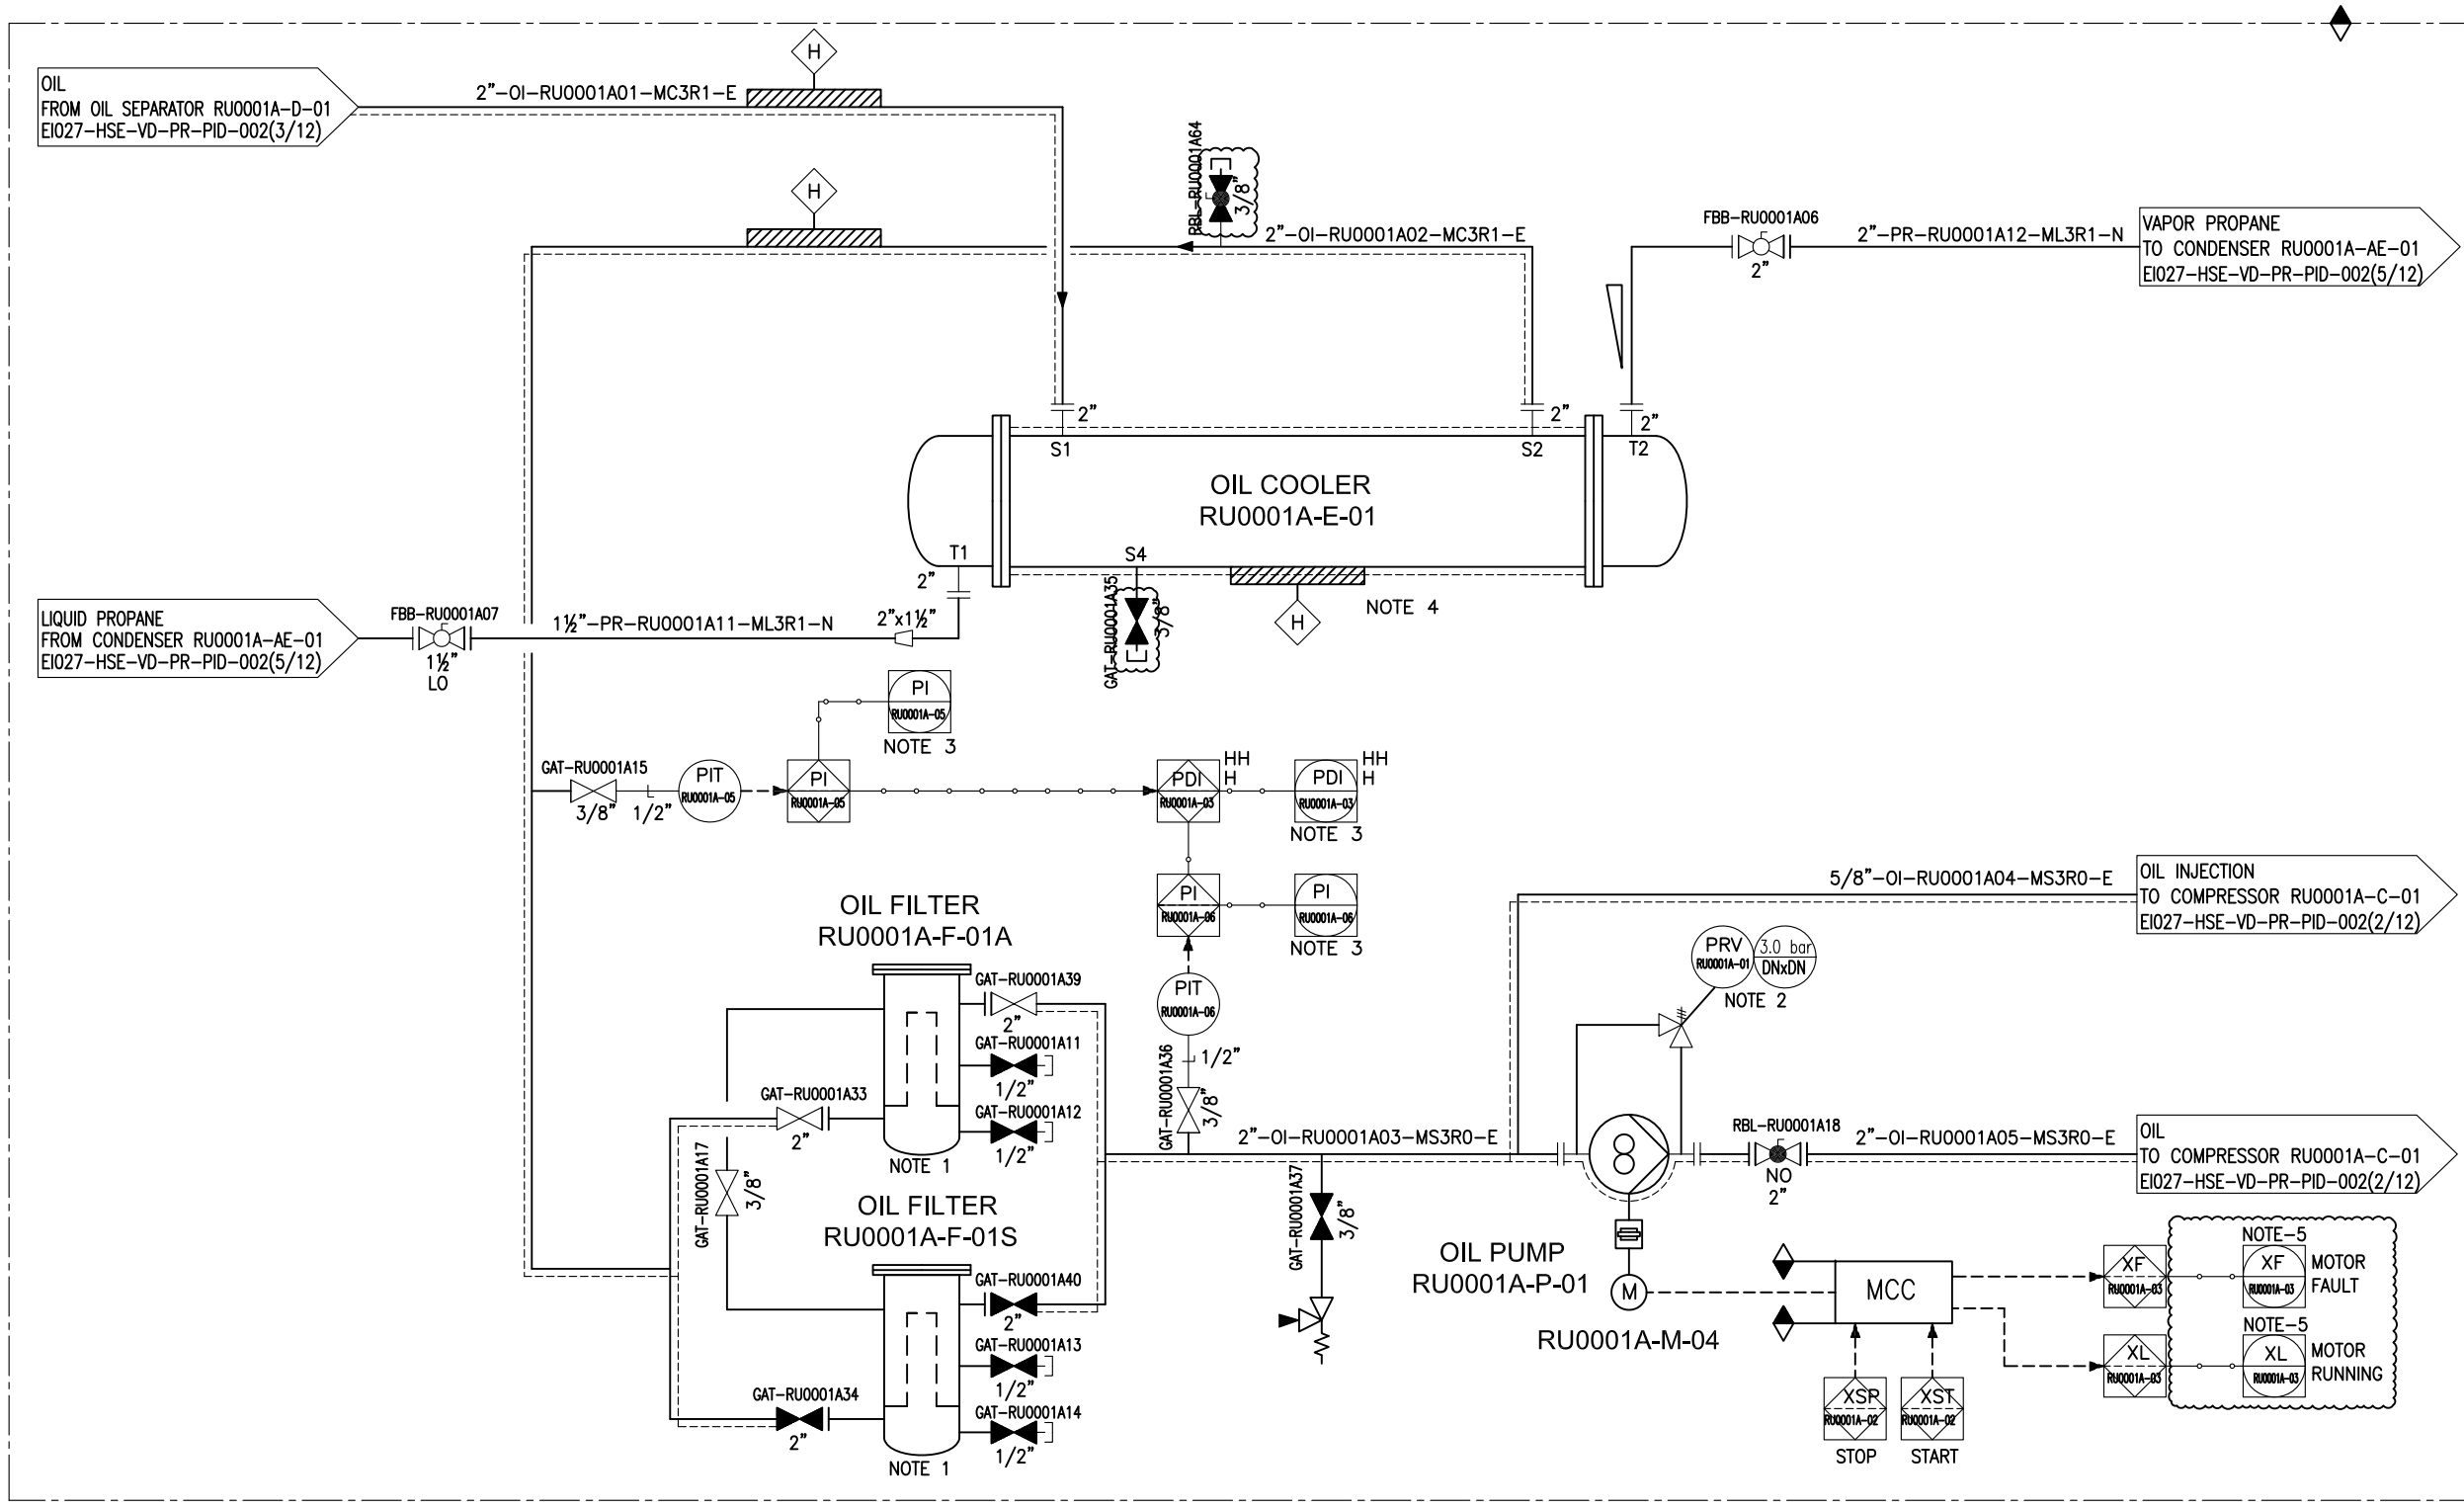 H
OIL
FROM OIL SEPARATOR RU0001A-D-01
EI027-HSE-VD-PR-PID-002(3/12)
2"-OI-RU0001A01-MC3R1-E
H
RBL-RU0001A64
3/8"
2"-OI-RU0001A02-MC3R1-E
FBB-RU0001A06
2"
2"-PR-RU0001A12-ML3R1-N
VAPOR PROPANE
TO CONDENSER RU0001A-AE-01
EI027-HSE-VD-PR-PID-002(5/12)
2"
2"
2"
S1
S2
T2
OIL COOLER
RU0001A-E-01
T1
S4
2"
GAT-RU0001A35
3/8"
H
NOTE 4
LIQUID PROPANE
FROM CONDENSER RU0001A-AE-01
EI027-HSE-VD-PR-PID-002(5/12)
FBB-RU0001A07
1½"
LO
1½"-PR-RU0001A11-ML3R1-N
2"x1½"
PI
RU0001A-05
NOTE 3
GAT-RU0001A15
3/8"
1/2"
PIT
RU0001A-05
PI
RU0001A-05
PDI
RU0001A-03
HH
H
PDI
RU0001A-03
HH
H
NOTE 3
PI
RU0001A-06
PI
RU0001A-06
NOTE 3
5/8"-OI-RU0001A04-MS3R0-E
OIL INJECTION
TO COMPRESSOR RU0001A-C-01
EI027-HSE-VD-PR-PID-002(2/12)
OIL FILTER
RU0001A-F-01A
PRV
RU0001A-01
3.0 bar
DNxDN
NOTE 2
GAT-RU0001A39
2"
PIT
RU0001A-06
GAT-RU0001A11
1/2"
GAT-RU0001A36
1/2"
3/8"
GAT-RU0001A33
2"
GAT-RU0001A12
1/2"
NOTE 1
2"-OI-RU0001A03-MS3R0-E
RBL-RU0001A18
NO
2"
2"-OI-RU0001A05-MS3R0-E
OIL
TO COMPRESSOR RU0001A-C-01
EI027-HSE-VD-PR-PID-002(2/12)
GAT-RU0001A17
3/8"
GAT-RU0001A37
3/8"
OIL FILTER
RU0001A-F-01S
OIL PUMP
RU0001A-P-01
M
RU0001A-M-04
MCC
XF
RU0001A-03
NOTE-5
XF
RU0001A-03
MOTOR
FAULT
XL
RU0001A-03
NOTE-5
XL
RU0001A-03
MOTOR
RUNNING
XSP
RU0001A-02
STOP
XST
RU0001A-02
START
GAT-RU0001A40
2"
GAT-RU0001A13
1/2"
GAT-RU0001A34
2"
GAT-RU0001A14
1/2"
NOTE 1